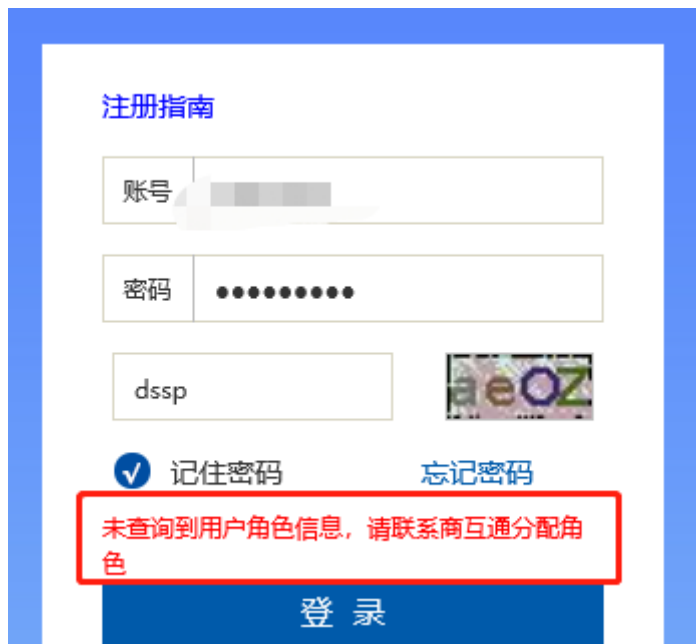 注册指南
账号
密码 ●●●●●●●●●
dssp aeOZ
记住密码 忘记密码
未查询到用户角色信息，请联系商互通分配角
色
登 录